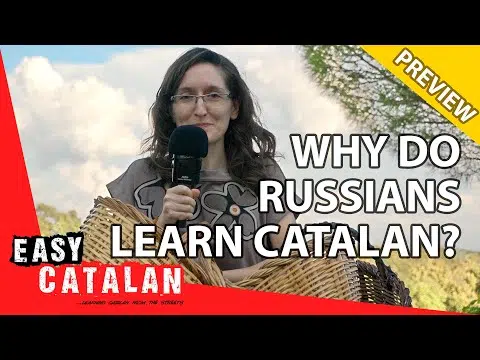 PREVIEW
WHY DO
RUSSIANS
LEARN CATALAN?
EASY
CATALAN
...LEARNING CATALAN FROM THE STREETS